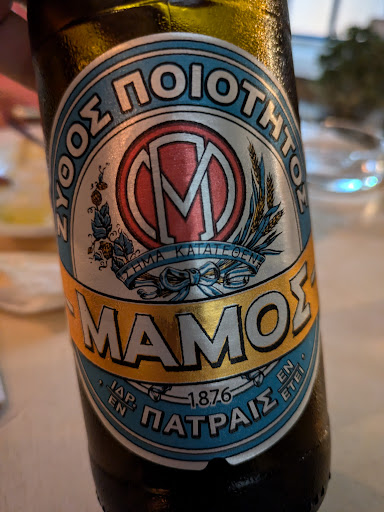 ΖΥΘΟΣ ΠΟΙΟΤΗΤΟΣ
M
ΣΗΜΑ ΚΑΤΑΤΕΘΕΝ
ΜΑΜΟΣ
1876
ΙΔΡ. ΕΝ ΠΑΤΡΑΙΣ ΕΝ ΕΤΕΙ